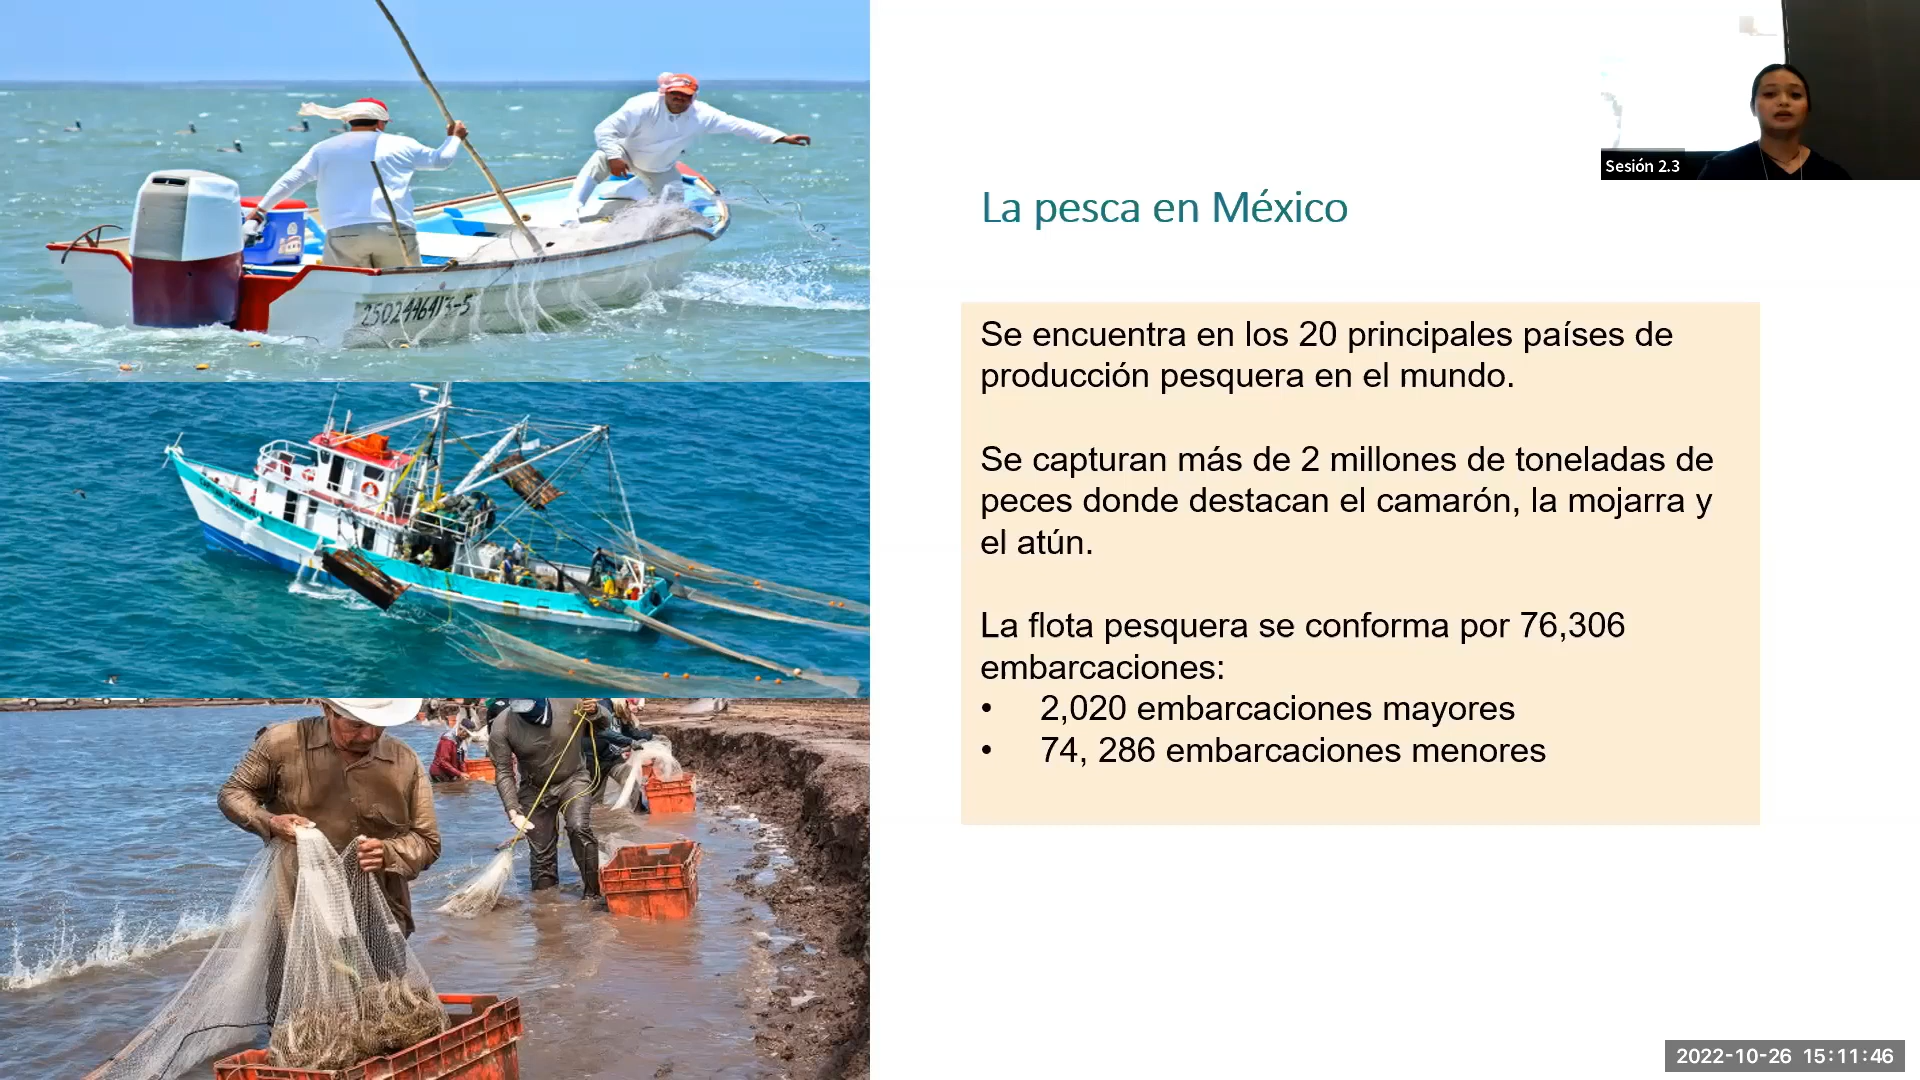 2502446413-5
Sesión 2.3
La pesca en México
Se encuentra en los 20 principales países de
producción pesquera en el mundo.
Se capturan más de 2 millones de toneladas de
peces donde destacan el camarón, la mojarra y
el atún.
La flota pesquera se conforma por 76,306
embarcaciones:
• 2,020 embarcaciones mayores
• 74, 286 embarcaciones menores
2022-10-26 15:11:46